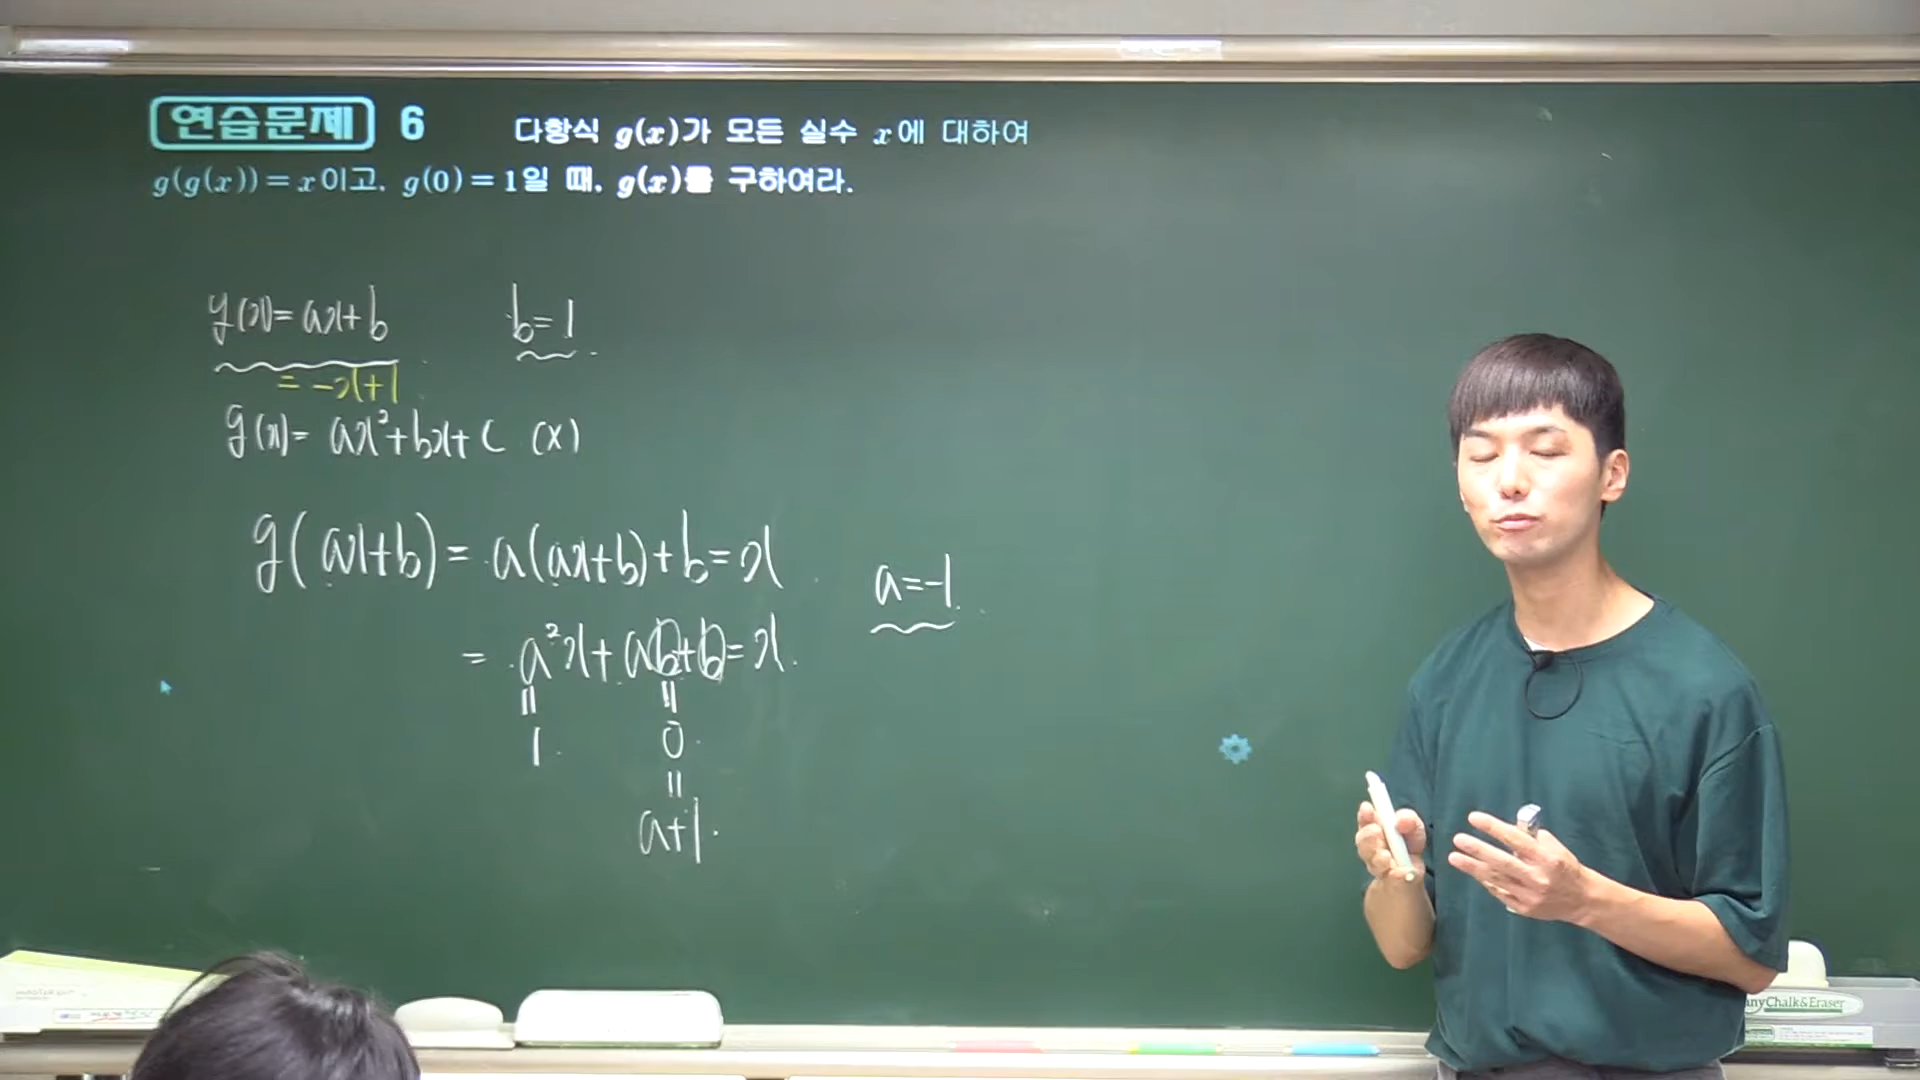 연습문제 6 다항식 g(x)가 모든 실수 x에 대하여
g(g(x)) = x이고, g(0) = 1일 때, g(x)를 구하여라.
g(x)= ax+b b=1
= -x+1
g(x)= ax²+bx+c (x)
g(ax+b)= a(ax+b)+b=x
a=-1
= a²x+ab+b=x.
= =
1 0
=
a+1
anyChalk&Eraser